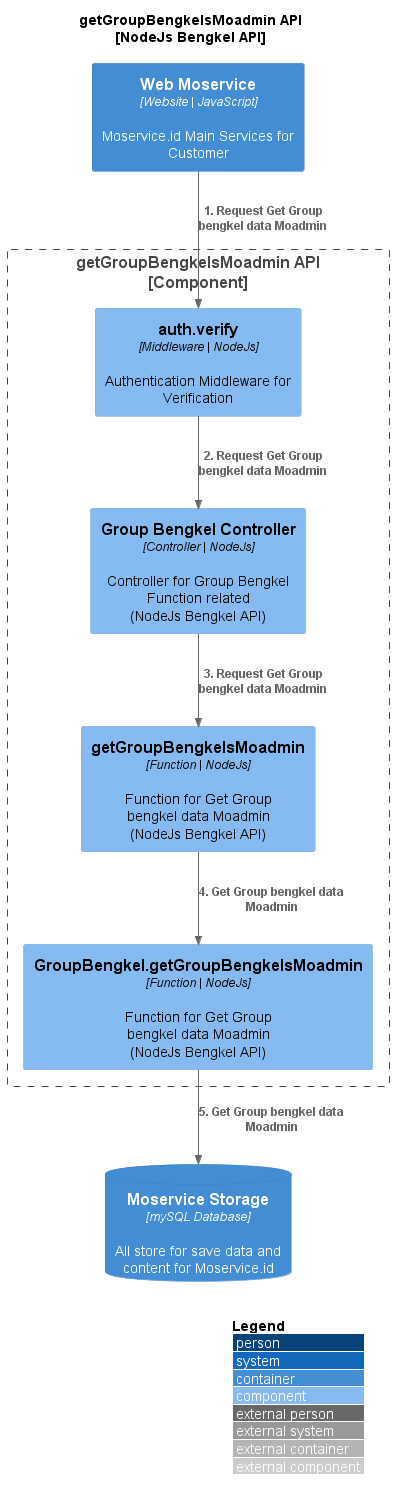 getGroupBengkelsMoadmin API
[NodeJs Bengkel API]
Web Moservice
[Website | JavaScript]
Moservice.id Main Services for
Customer
1. Request Get Group
bengkel data Moadmin
getGroupBengkelsMoadmin API
[Component]
auth.verify
[Middleware | NodeJs]
Authentication Middleware for
Verification
2. Request Get Group
bengkel data Moadmin
Group Bengkel Controller
[Controller | NodeJs]
Controller for Group Bengkel
Function related
(NodeJs Bengkel API)
3. Request Get Group
bengkel data Moadmin
getGroupBengkelsMoadmin
[Function | NodeJs]
Function for Get Group
bengkel data Moadmin
(NodeJs Bengkel API)
4. Get Group bengkel data
Moadmin
GroupBengkel.getGroupBengkelsMoadmin
[Function | NodeJs]
Function for Get Group
bengkel data Moadmin
(NodeJs Bengkel API)
5. Get Group bengkel data
Moadmin
Moservice Storage
[mySQL Database]
All store for save data and
content for Moservice.id
Legend
person
system
container
component
external person
external system
external container
external component